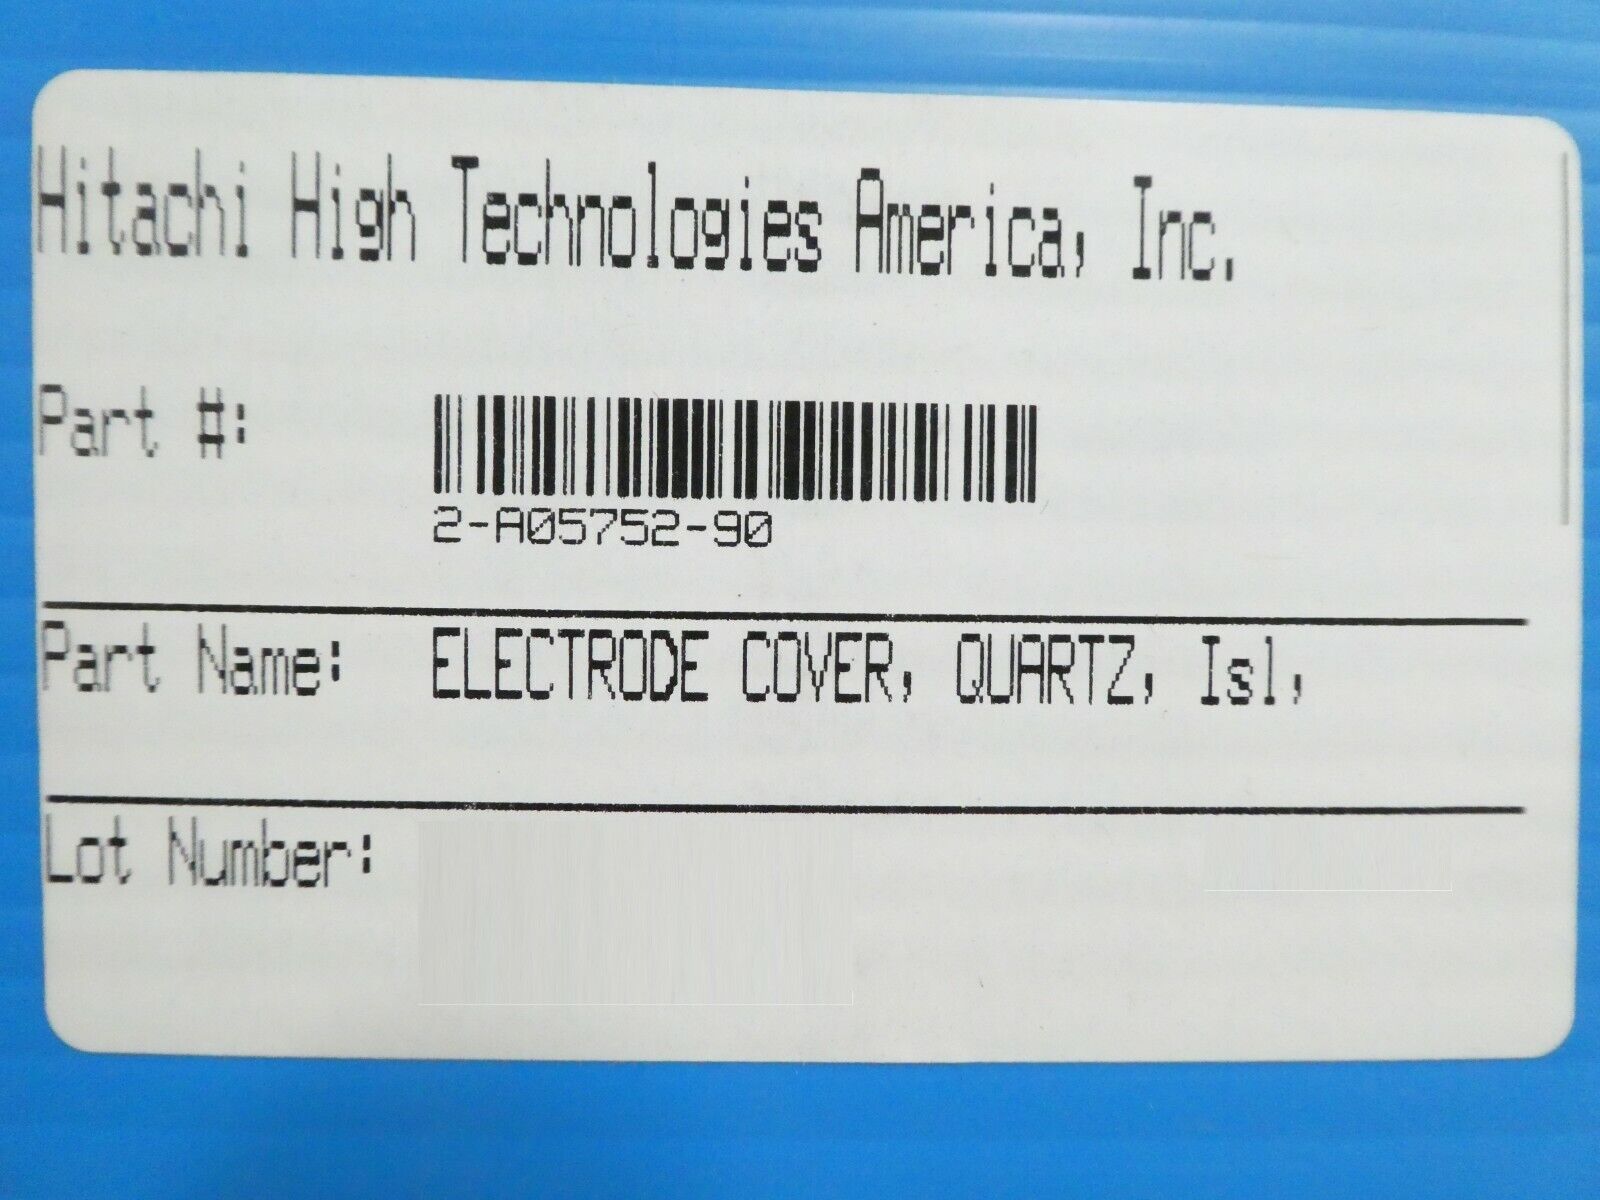 Hitachi High Technologies America, Inc.
Part #:
2-A05752-90
Part Name: ELECTRODE COVER, QUARTZ, Isl,
Lot Number: